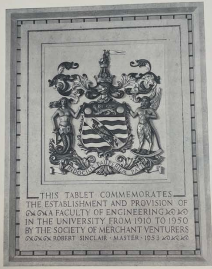 THIS TABLET COMMEMORATES
THE ESTABLISHMENT AND PROVISION OF
A FACULTY OF ENGINEERING
IN THE UNIVERSITY FROM 1910 TO 1950
BY THE SOCIETY OF MERCHANT VENTURERS
ROBERT SINCLAIR · MASTER · 1953